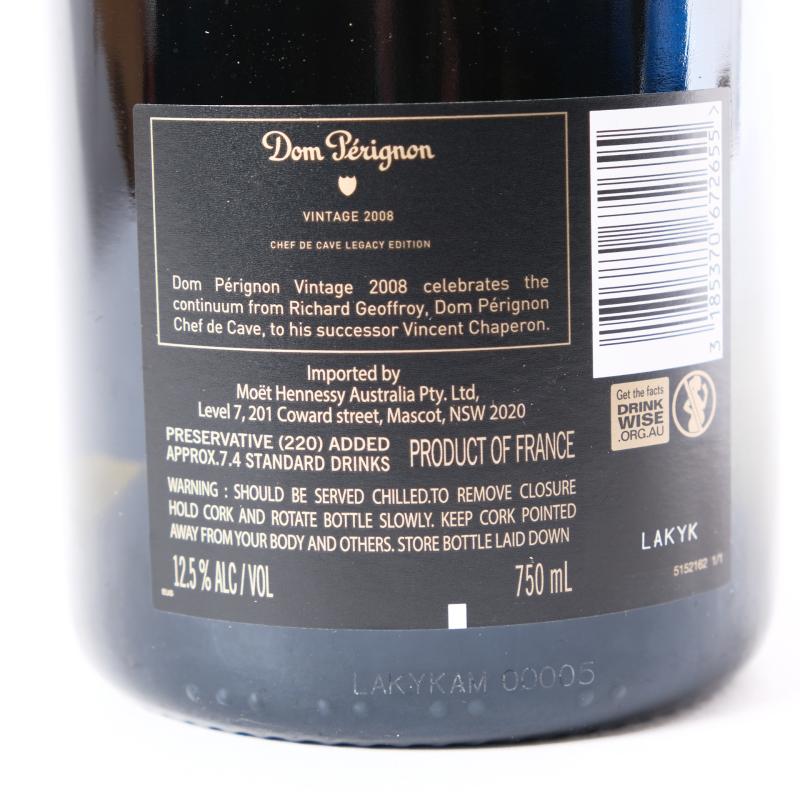 Dom Pérignon
VINTAGE 2008
CHEF DE CAVE LEGACY EDITION
Dom Pérignon Vintage 2008 celebrates the
continuum from Richard Geoffroy, Dom Pérignon
Chef de Cave, to his successor Vincent Chaperon.
3 185370 672655 >
Imported by
Moët Hennessy Australia Pty. Ltd,
Level 7, 201 Coward street, Mascot, NSW 2020
PRESERVATIVE (220) ADDED
APPROX.7.4 STANDARD DRINKS
PRODUCT OF FRANCE
Get the facts
DRINK
WISE
.ORG.AU
WARNING : SHOULD BE SERVED CHILLED.TO REMOVE CLOSURE
HOLD CORK AND ROTATE BOTTLE SLOWLY. KEEP CORK POINTED
AWAY FROM YOUR BODY AND OTHERS. STORE BOTTLE LAID DOWN
LAKYK
5152162 1/1
12.5 % ALC/VOL
750 mL
LAKYKAM 00005